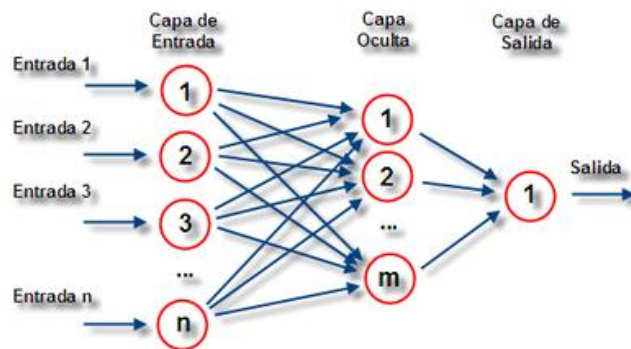 Capa de
Entrada
Capa
Oculta
Capa de
Salida
Entrada 1
Entrada 2
Entrada 3
Entrada n
1
2
3
...
n
1
2
...
m
1
Salida